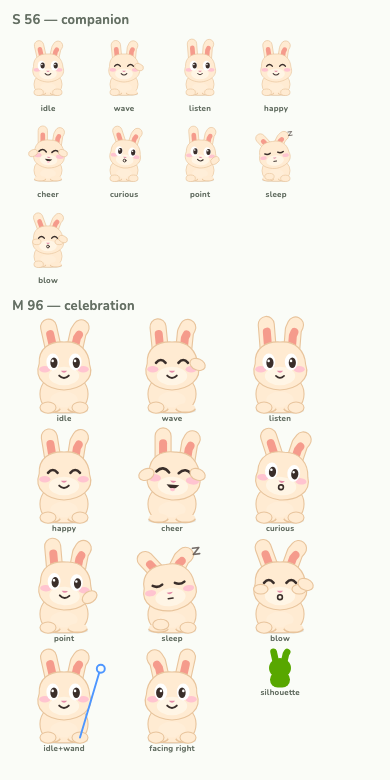 S 56 — companion
idle
wave
listen
happy
z
cheer
curious
point
sleep
blow
M 96 — celebration
idle
wave
listen
happy
cheer
curious
z
point
sleep
blow
idle+wand
facing right
silhouette